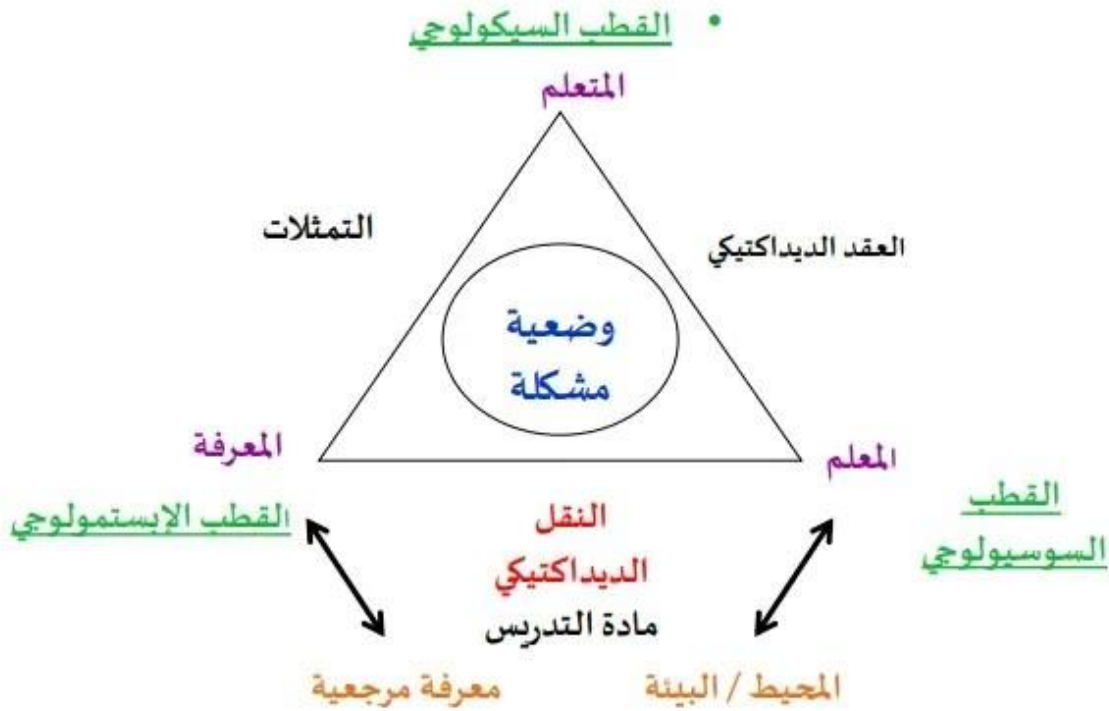 • القطب السيكولوجي
المتعلم
التمثلات
العقد الديداكتيكي
وضعية
مشكلة
المعرفة
المعلم
القطب الإبستمولوجي
القطب
السوسيولوجي
النقل
الديداكتيكي
مادة التدريس
معرفة مرجعية
المحيط / البيئة